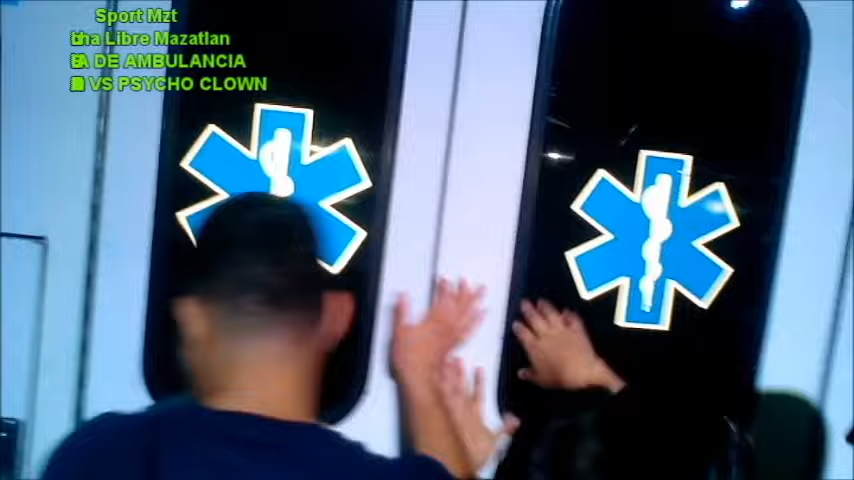 Sport Mzt
Libre Mazatlan
DE AMBULANCIA
VS PSYCHO CLOWN